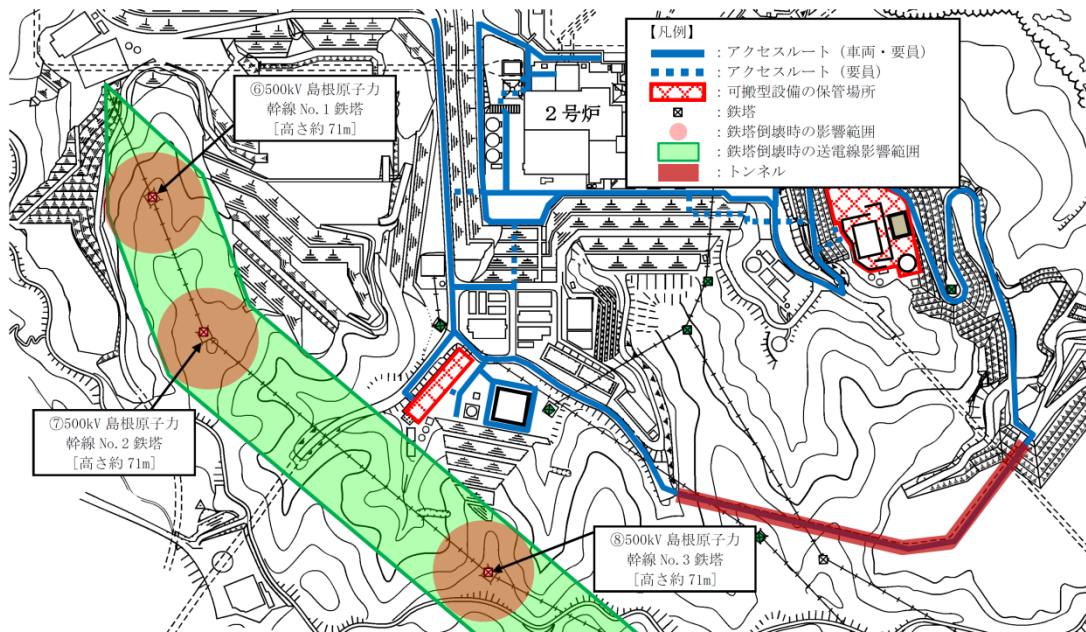 【凡例】
：アクセスルート（車両・要員）
：アクセスルート（要員）
：可搬型設備の保管場所
：鉄塔
：鉄塔倒壊時の影響範囲
：鉄塔倒壊時の送電線影響範囲
：トンネル
⑥500kV 島根原子力
幹線 No.1 鉄塔
[高さ約 71m]
2号炉
⑦500kV 島根原子力
幹線 No.2 鉄塔
[高さ約 71m]
⑧500kV 島根原子力
幹線 No.3 鉄塔
[高さ約 71m]